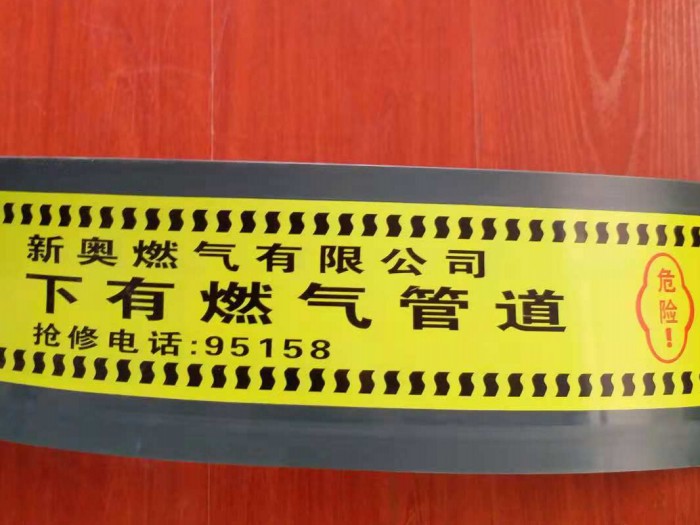 新奥燃气有限公司
下有燃气管道
抢修电话:95158
危
险!